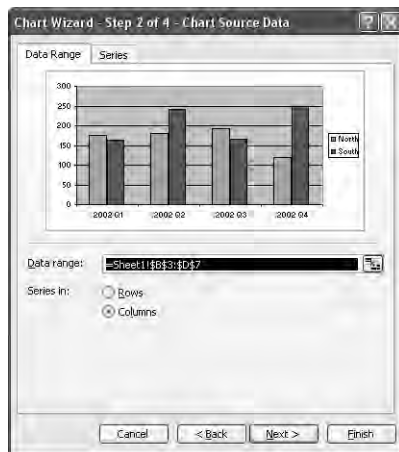 Chart Wizard - Step 2 of 4 - Chart Source Data
Data Range Series
300
250
200
150
100
50
0
2002 Q1 2002 Q2 2002 Q3 2002 Q4
North
South
Data range: =Sheet1!$B$3:$D$7
Series in: Rows
Columns
Cancel < Back Next > Finish